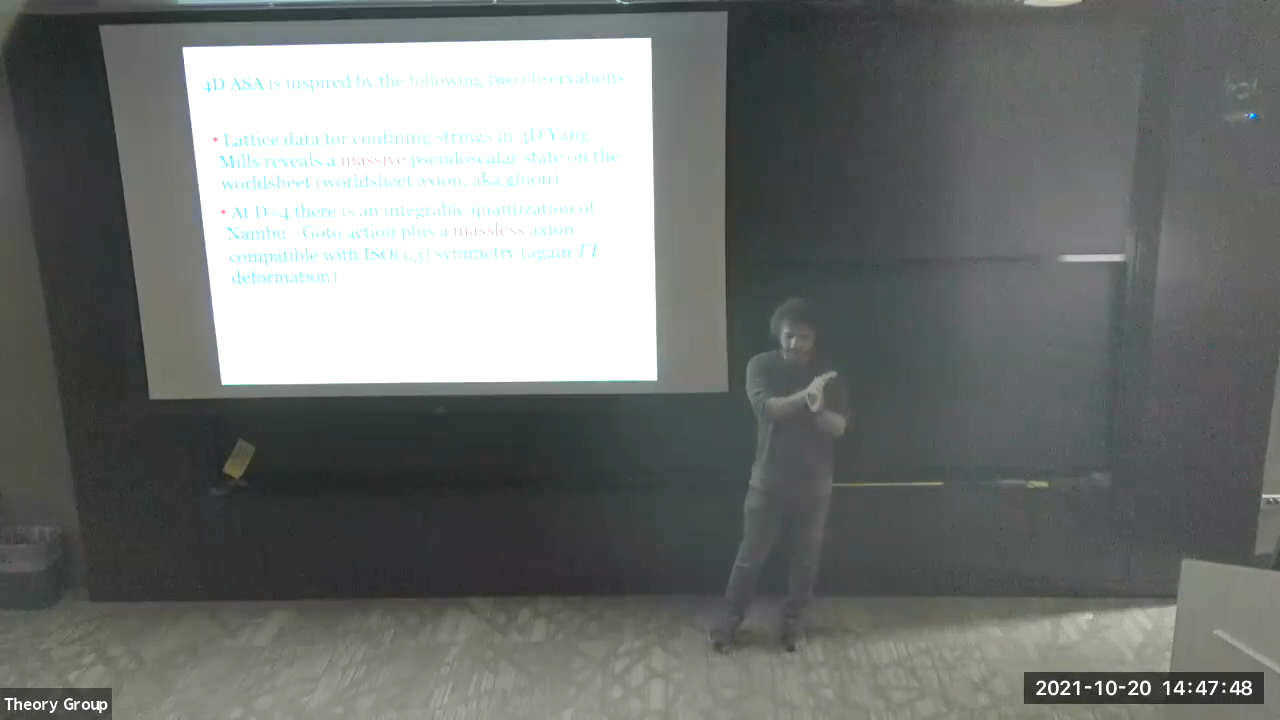 4D ASA is inspired by the following two observations
• Lattice data for confining strings in 3D Yang
Mills reveals a massive pseudoscalar state on the
worldsheet (worldsheet axion, aka gluon)
• At D=4 there is an integrable quantization of
Nambu–Goto action plus a massless axion
compatible with ISO(1,3) symmetry (again
deformation)
Theory Group
2021-10-20 14:47:48